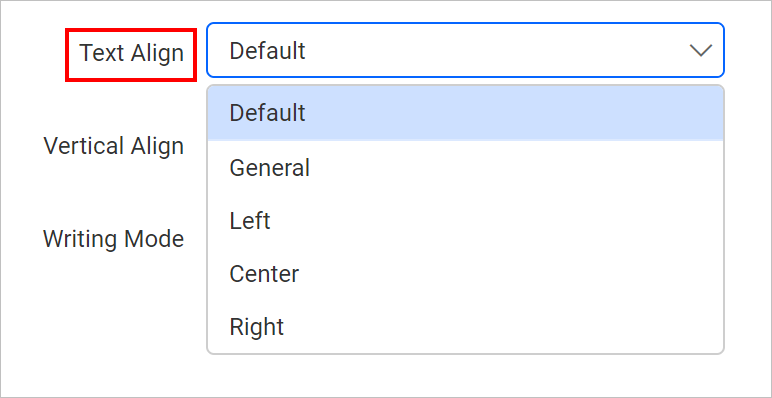 Text Align
Default
Default
Vertical Align
General
Left
Writing Mode
Center
Right